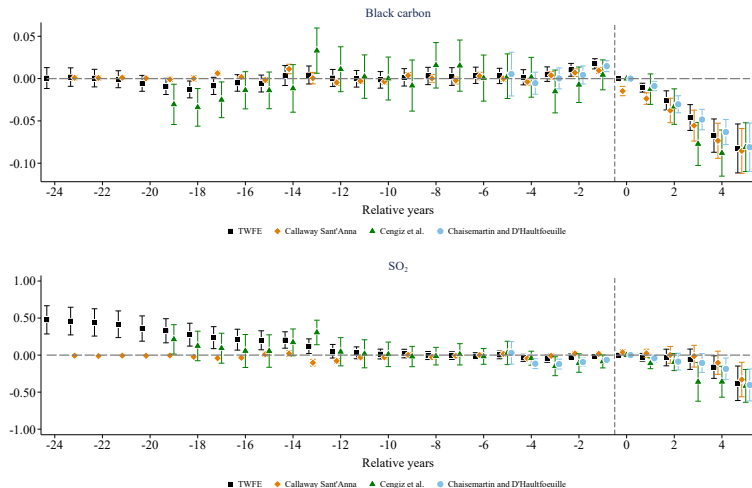 Black carbon
0.05
0.00
-0.05
-0.10
-24 -22 -20 -18 -16 -14 -12 -10 -8 -6 -4 -2 0 2 4
Relative years
TWFE Callaway Sant'Anna Cengiz et al. Chaisemartin and D'Haultfoeuille
SO₂
1.00
0.50
0.00
-0.50
-1.00
-24 -22 -20 -18 -16 -14 -12 -10 -8 -6 -4 -2 0 2 4
Relative years
TWFE Callaway Sant'Anna Cengiz et al. Chaisemartin and D'Haultfoeuille